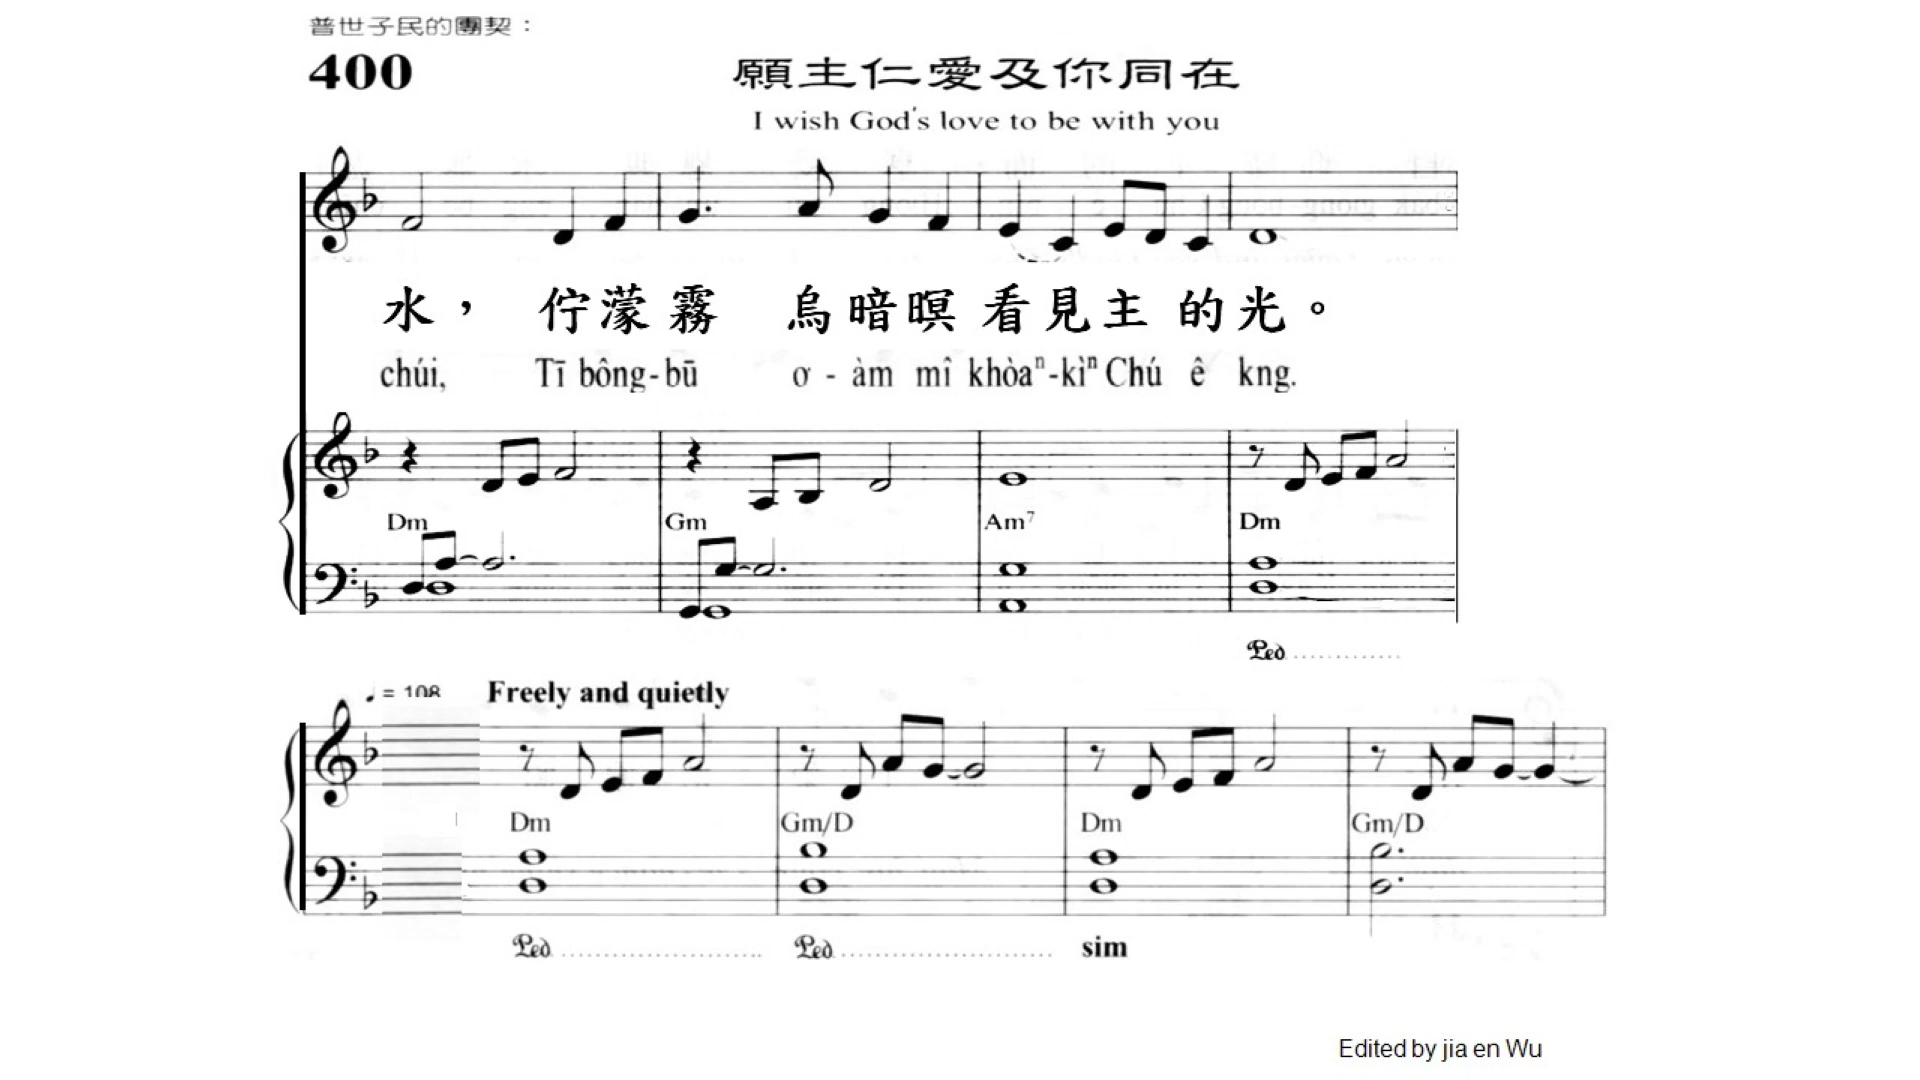 普世子民的團契：
400
願主仁愛及你同在
I wish God's love to be with you
水， 佇濛霧 烏暗暝 看見主 的光。
chúi, Tī bông-bū o͘ - àm mî khòaⁿ-kìⁿ Chú ê kng.
Dm Gm Am7 Dm
Ped
♩ = 108 Freely and quietly
Dm Gm/D Dm Gm/D
Ped Ped sim
Edited by jia en Wu